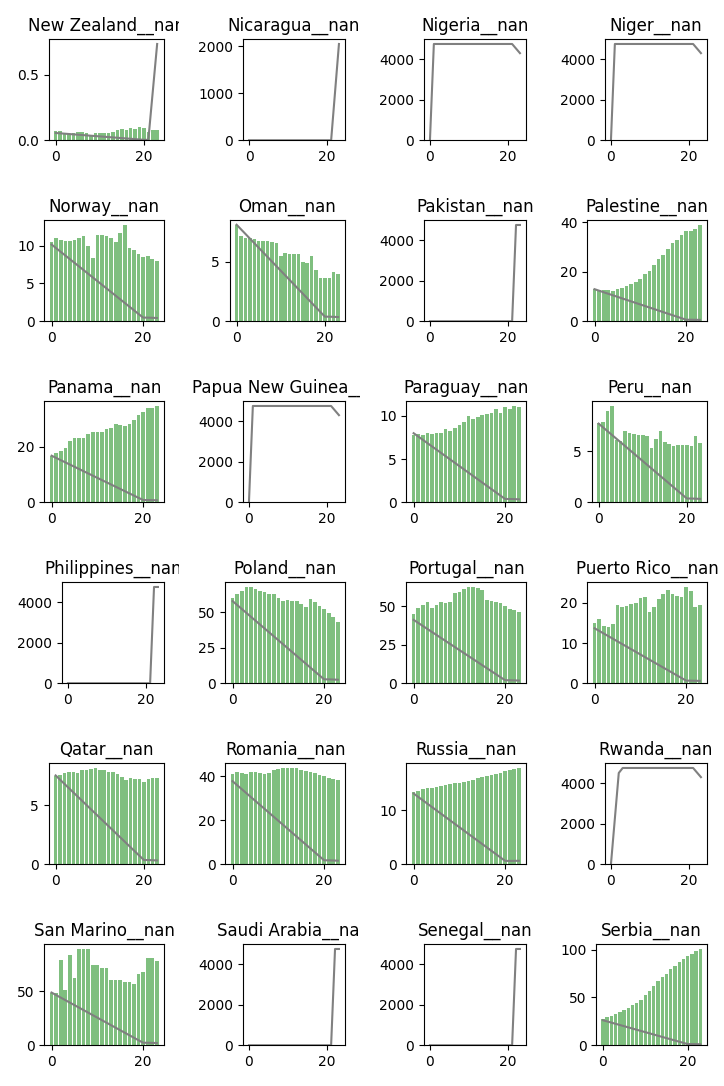 New Zealand__nan Nicaragua__nan Nigeria__nan Niger__nan
0.5 2000 4000 4000
1000 2000 2000
0.0 0 0 0
0 20 0 20 0 20 0 20
Norway__nan Oman__nan Pakistan__nan Palestine__nan
10 5 4000 40
5 2000 20
0 0 0 0
0 20 0 20 0 20 0 20
Panama__nan Papua New Guinea__ Paraguay__nan Peru__nan
20 4000 10 5
2000 5
0 0 0 0
0 20 0 20 0 20 0 20
Philippines__nan Poland__nan Portugal__nan Puerto Rico__nan
4000 50 50 20
2000 25 25 10
0 0 0 0
0 20 0 20 0 20 0 20
Qatar__nan Romania__nan Russia__nan Rwanda__nan
5 40 10 4000
20 2000
0 0 0 0
0 20 0 20 0 20 0 20
San Marino__nan Saudi Arabia__na Senegal__nan Serbia__nan
50 4000 4000 100
2000 2000 50
0 0 0 0
0 20 0 20 0 20 0 20